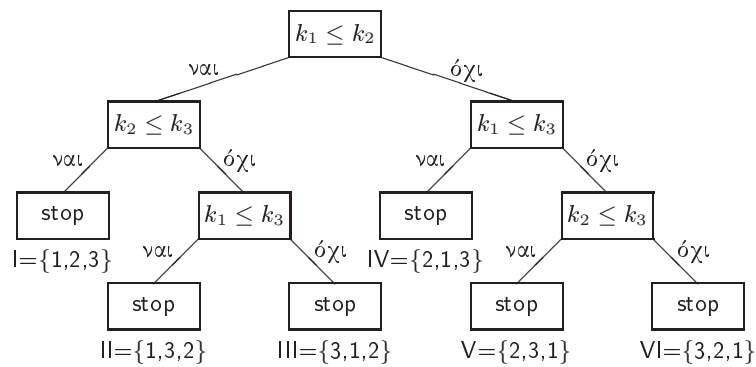 k₁ ≤ k₂
ναι όχι
k₂ ≤ k₃ k₁ ≤ k₃
ναι όχι ναι όχι
stop k₁ ≤ k₃ stop k₂ ≤ k₃
I={1,2,3} ναι όχι IV={2,1,3} ναι όχι
stop stop stop stop
II={1,3,2} III={3,1,2} V={2,3,1} VI={3,2,1}